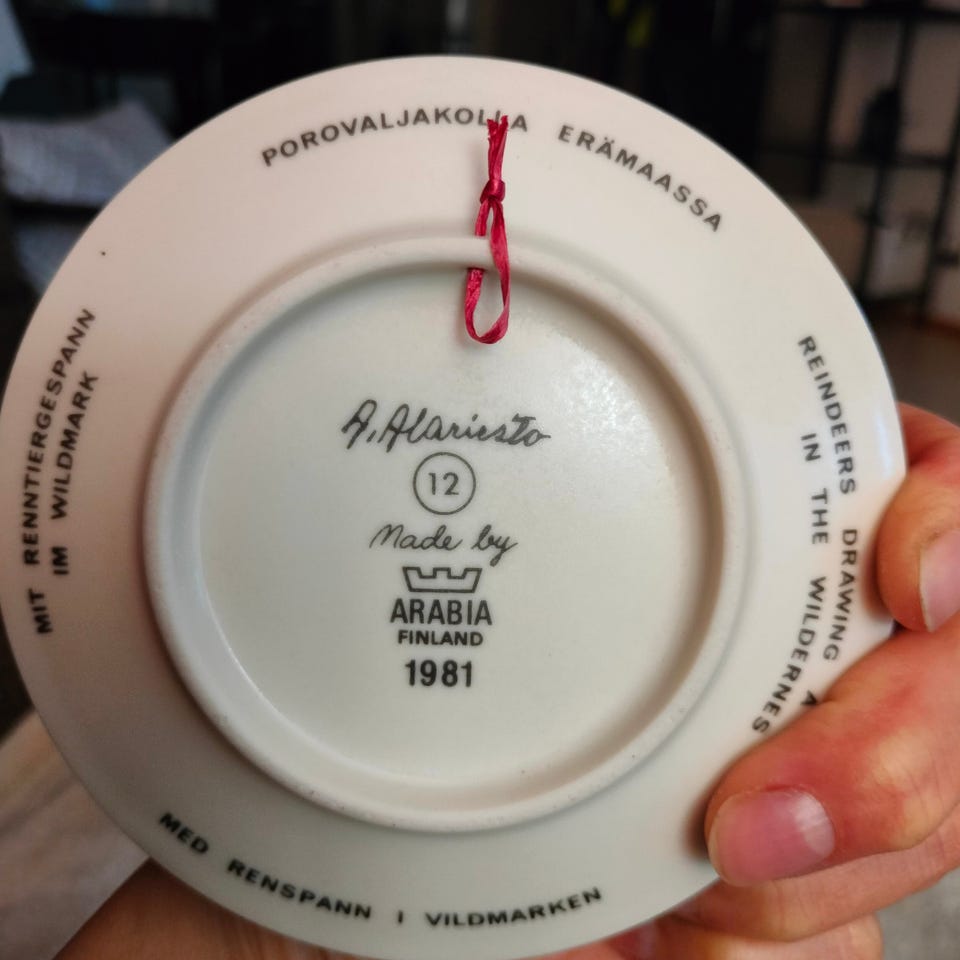 POROVALJAKOLLA ERÄMAASSA
REINDEERS DRAWING A
IN THE WILDERNES
MED RENSPANN I VILDMARKEN
MIT RENNTIERGESPANN
IM WILDMARK
A. Alariesto
12
Made by
ARABIA
FINLAND
1981